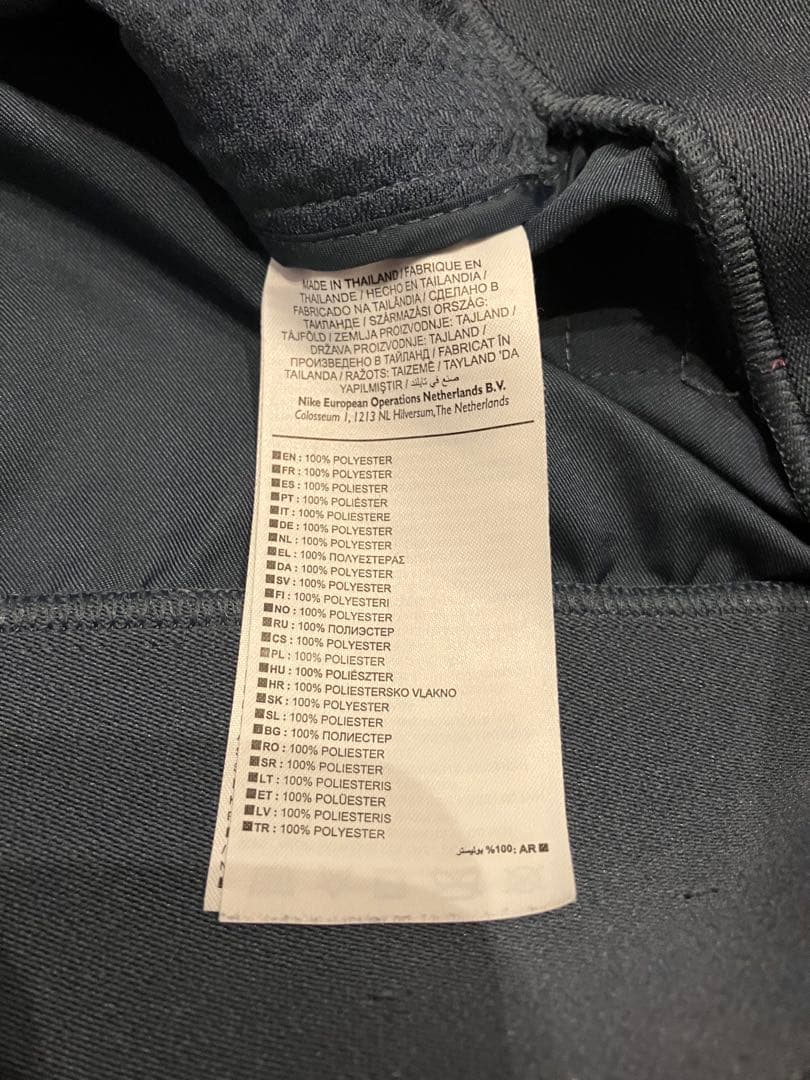 MADE IN THAILAND / FABRIQUE EN
THAILANDE / HECHO EN TAILANDIA /
FABRICADO NA TAILÂNDIA / СДЕЛАНО В
ТАИЛАНДЕ / SZÁRMAZÁSI ORSZÁG:
TÁJFÖLD / ZEMLJA PROIZVODNJE: TAJLAND /
DRŽAVA PROIZVODNJE: TAJLAND /
ПРОИЗВЕДЕНО В ТАЙЛАНД / FABRICAT ÎN
TAILANDA / RAŽOTS: TAIZEMĒ / TAYLAND 'DA
YAPILMIŞTIR / صنع في تايلند
Nike European Operations Netherlands B.V.
Colosseum 1, 1213 NL Hilversum, The Netherlands
EN : 100% POLYESTER
FR : 100% POLYESTER
ES : 100% POLIESTER
PT : 100% POLIÉSTER
IT : 100% POLIESTERE
DE : 100% POLYESTER
NL : 100% POLYESTER
EL : 100% ΠΟΛΥΕΣΤΕΡΑΣ
DA : 100% POLYESTER
SV : 100% POLYESTER
FI : 100% POLYESTERI
NO : 100% POLYESTER
RU : 100% ПОЛИЭСТЕР
CS : 100% POLYESTER
PL : 100% POLIESTER
HU : 100% POLIÉSZTER
HR : 100% POLIESTERSKO VLAKNO
SK : 100% POLYESTER
SL : 100% POLIESTER
BG : 100% ПОЛИЕСТЕР
RO : 100% POLIESTER
SR : 100% POLIESTER
LT : 100% POLIESTERIS
ET : 100% POLÜESTER
LV : 100% POLIESTERIS
TR : 100% POLYESTER
AR :100% بوليستر